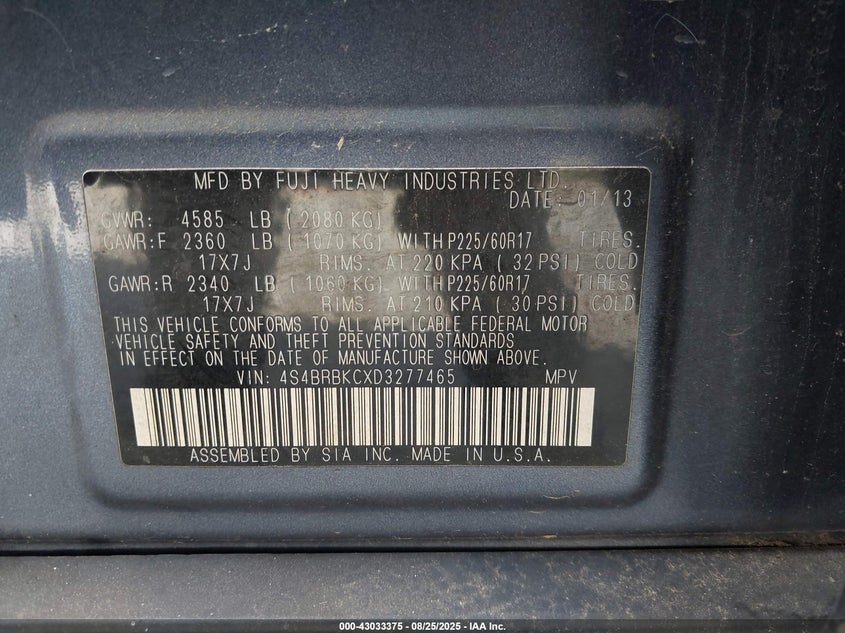 MFD BY FUJI HEAVY INDUSTRIES LTD.
DATE: 01/13
GVWR: 4585 LB ( 2080 KG)
GAWR:F 2360 LB ( 1070 KG) WITH P225/60R17 TIRES.
17X7J RIMS. AT 220 KPA ( 32 PSI) COLD
GAWR:R 2340 LB ( 1060 KG) WITH P225/60R17 TIRES.
17X7J RIMS. AT 210 KPA ( 30 PSI) COLD
THIS VEHICLE CONFORMS TO ALL APPLICABLE FEDERAL MOTOR
VEHICLE SAFETY AND THEFT PREVENTION STANDARDS
IN EFFECT ON THE DATE OF MANUFACTURE SHOWN ABOVE.
VIN: 4S4BRBKCXD3277465 MPV
ASSEMBLED BY SIA INC. MADE IN U.S.A.
000-43033375 - 08/25/2025 - IAA Inc.